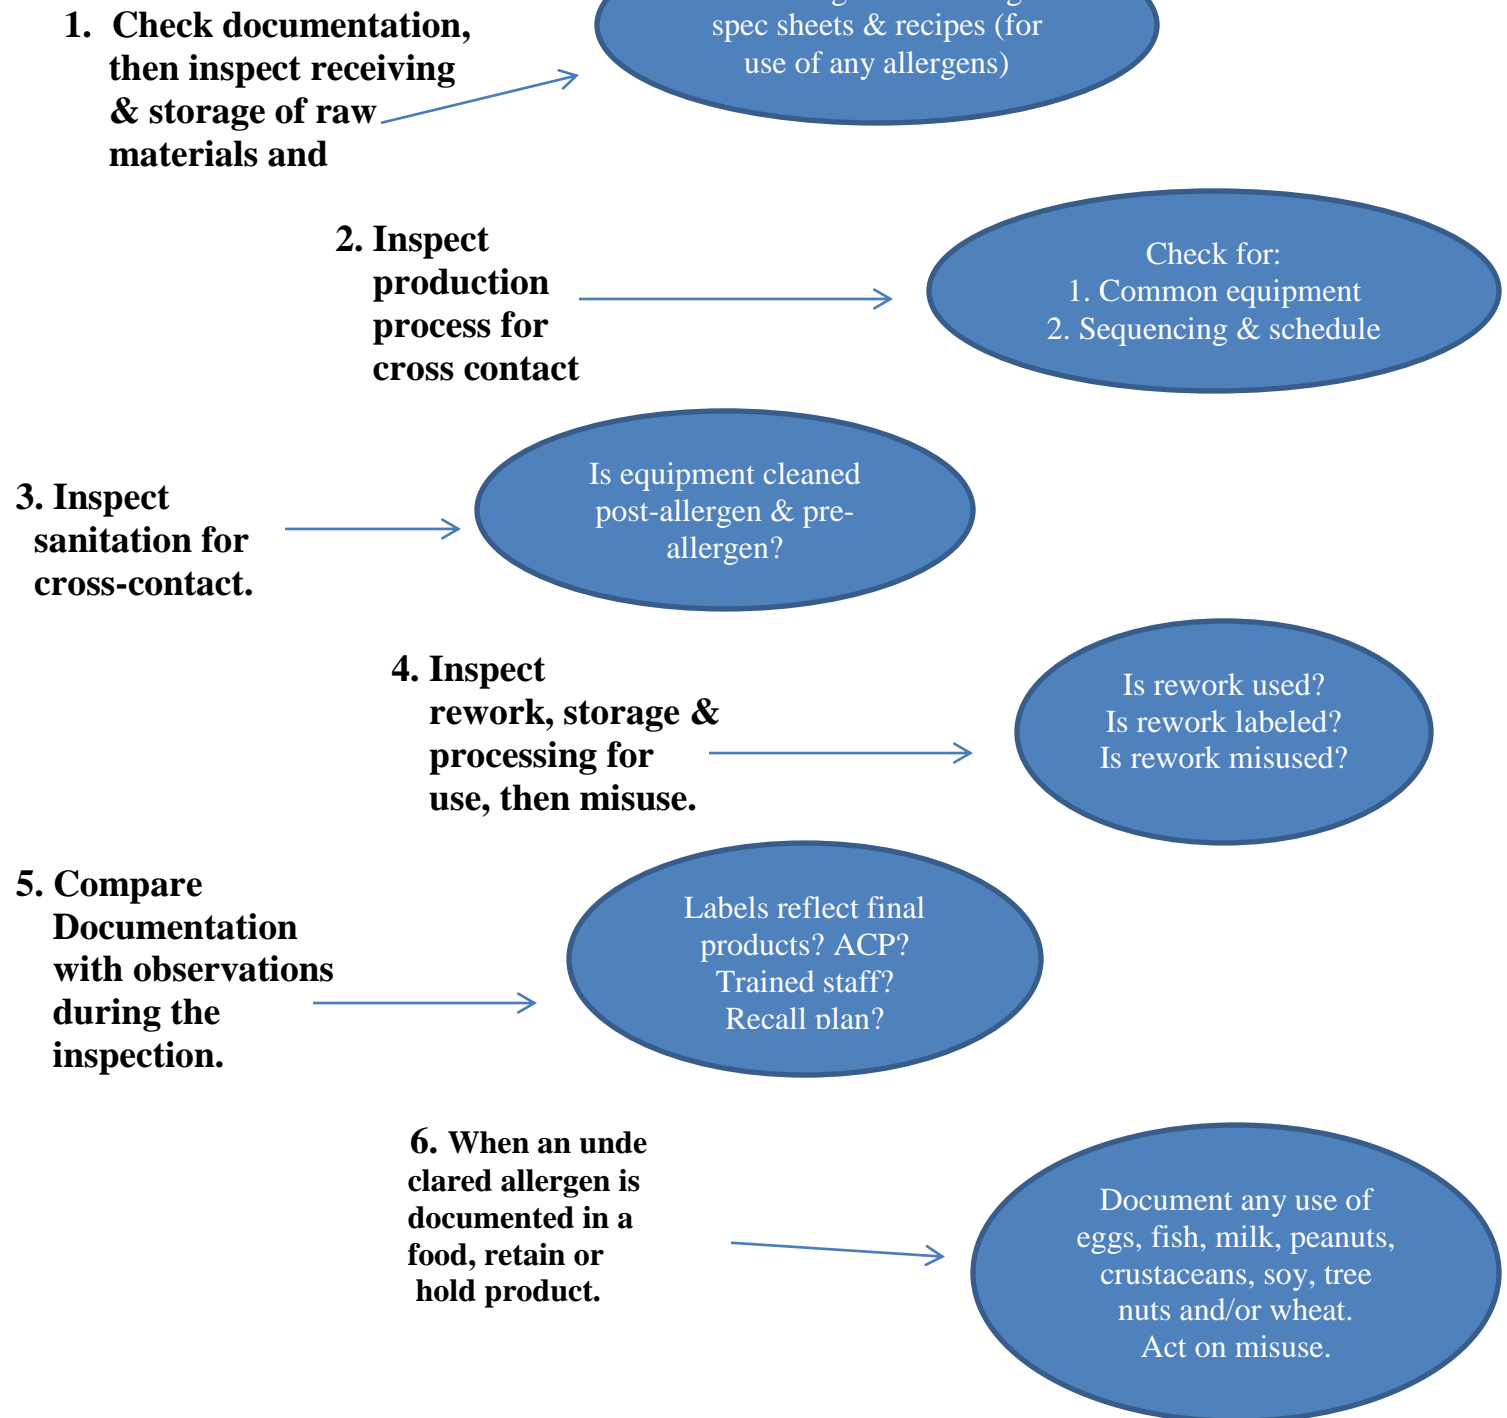 1. Check documentation,
then inspect receiving
& storage of raw
materials and
spec sheets & recipes (for
use of any allergens)
2. Inspect
production
process for
cross contact
Check for:
1. Common equipment
2. Sequencing & schedule
3. Inspect
sanitation for
cross-contact.
Is equipment cleaned
post-allergen & pre-
allergen?
4. Inspect
rework, storage &
processing for
use, then misuse.
Is rework used?
Is rework labeled?
Is rework misused?
5. Compare
Documentation
with observations
during the
inspection.
Labels reflect final
products? ACP?
Trained staff?
Recall plan?
6. When an unde
clared allergen is
documented in a
food, retain or
hold product.
Document any use of
eggs, fish, milk, peanuts,
crustaceans, soy, tree
nuts and/or wheat.
Act on misuse.